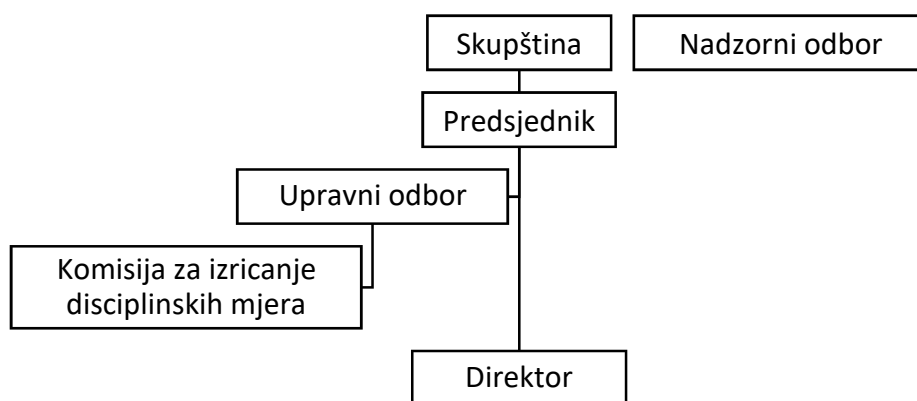 Skupština
Nadzorni odbor
Predsjednik
Upravni odbor
Komisija za izricanje
disciplinskih mjera
Direktor